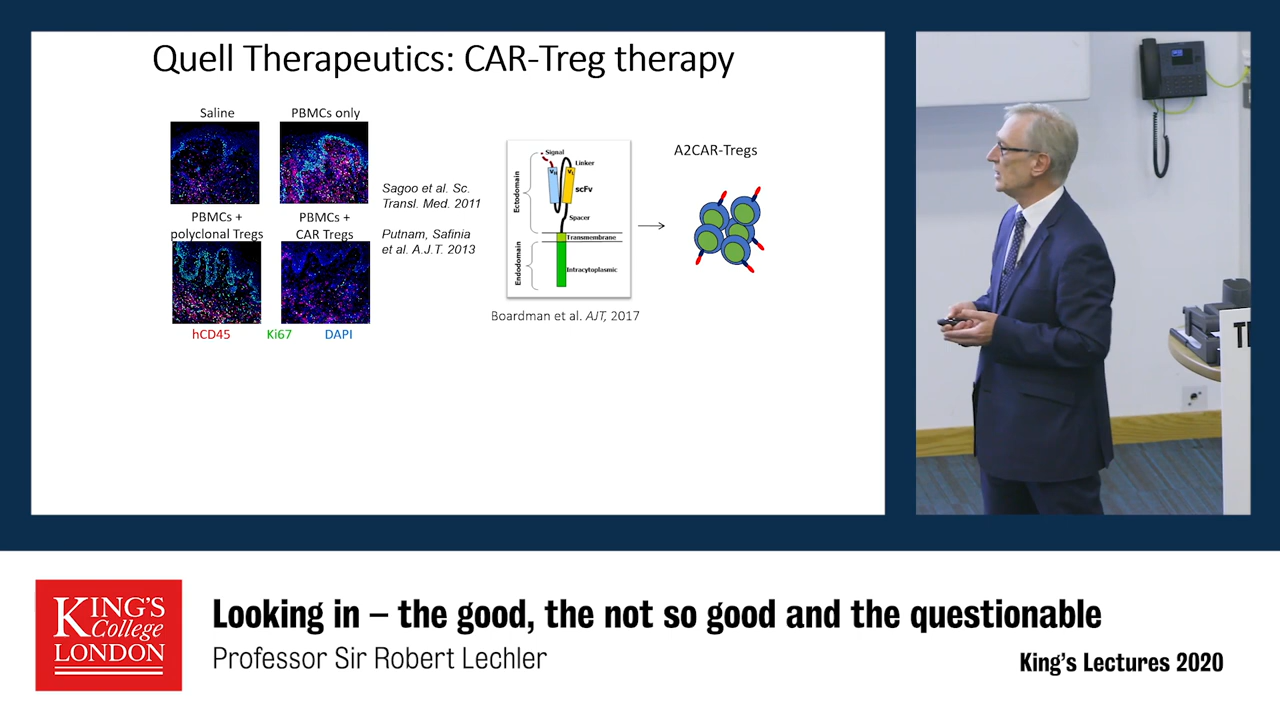 Quell Therapeutics: CAR-Treg therapy
Saline
PBMCs only
PBMCs +
polyclonal Tregs
PBMCs +
CAR Tregs
hCD45
Ki67
DAPI
Sagoo et al. Sc.
Transl. Med. 2011
Putnam, Safinia
et al. A.J.T. 2013
Signal
Linker
VH
VL
scFv
Spacer
Transmembrane
Intracytoplasmic
Ectodomain
Endodomain
Boardman et al. AJT, 2017
A2CAR-Tregs
KING'S
College
LONDON
Looking in – the good, the not so good and the questionable
Professor Sir Robert Lechler
King's Lectures 2020